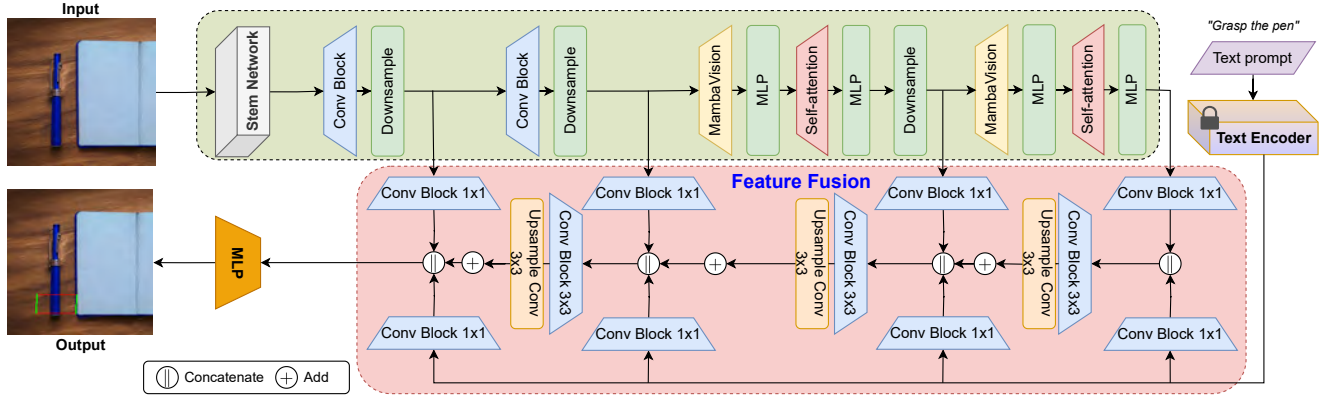 Input
Stem Network
Conv Block
Downsample
Conv Block
Downsample
MambaVision
MLP
Self-attention
MLP
Downsample
MambaVision
MLP
Self-attention
MLP
"Grasp the pen"
Text prompt
Text Encoder
Feature Fusion
Conv Block 1x1
Conv Block 1x1
Conv Block 1x1
Conv Block 1x1
MLP
Upsample Conv
3x3
Conv Block 3x3
Upsample Conv
3x3
Conv Block 3x3
Upsample Conv
3x3
Conv Block 3x3
Conv Block 1x1
Conv Block 1x1
Conv Block 1x1
Conv Block 1x1
Output
Concatenate
Add